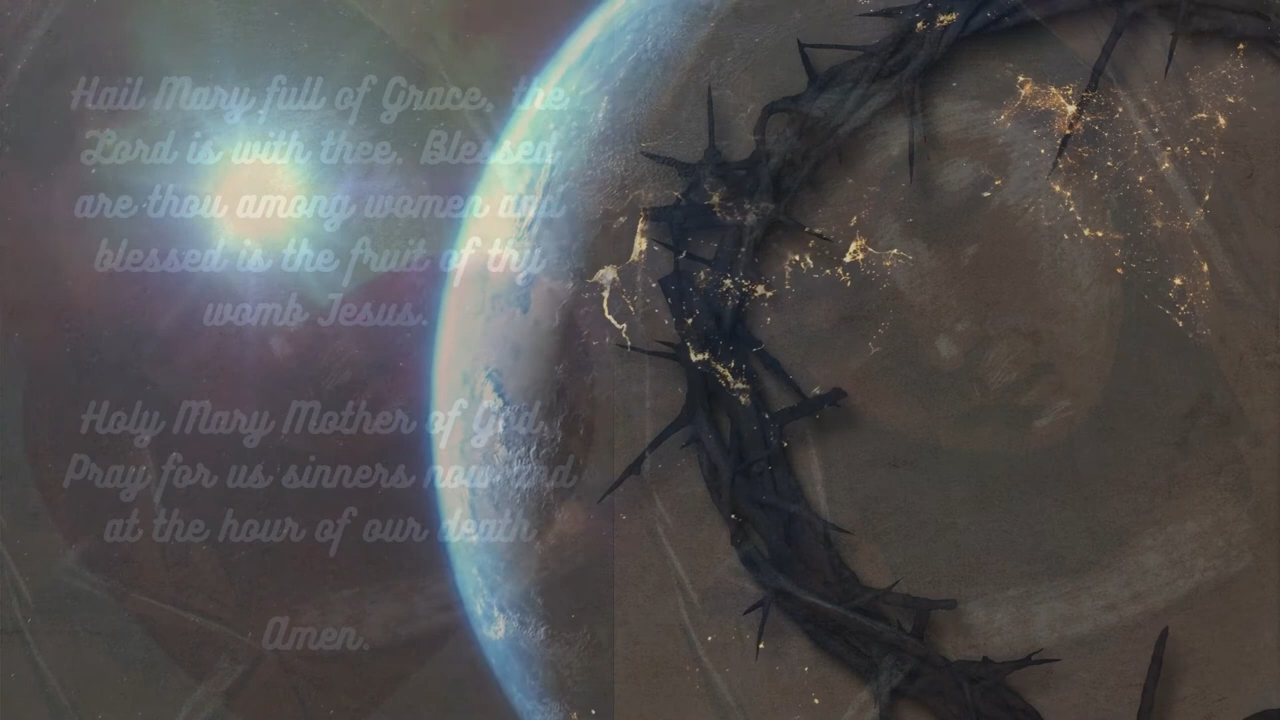 Hail Mary full of Grace, the
Lord is with thee. Blessed
are thou among women and
blessed is the fruit of thy
womb Jesus.
Holy Mary Mother of God,
Pray for us sinners now and
at the hour of our death
Amen.